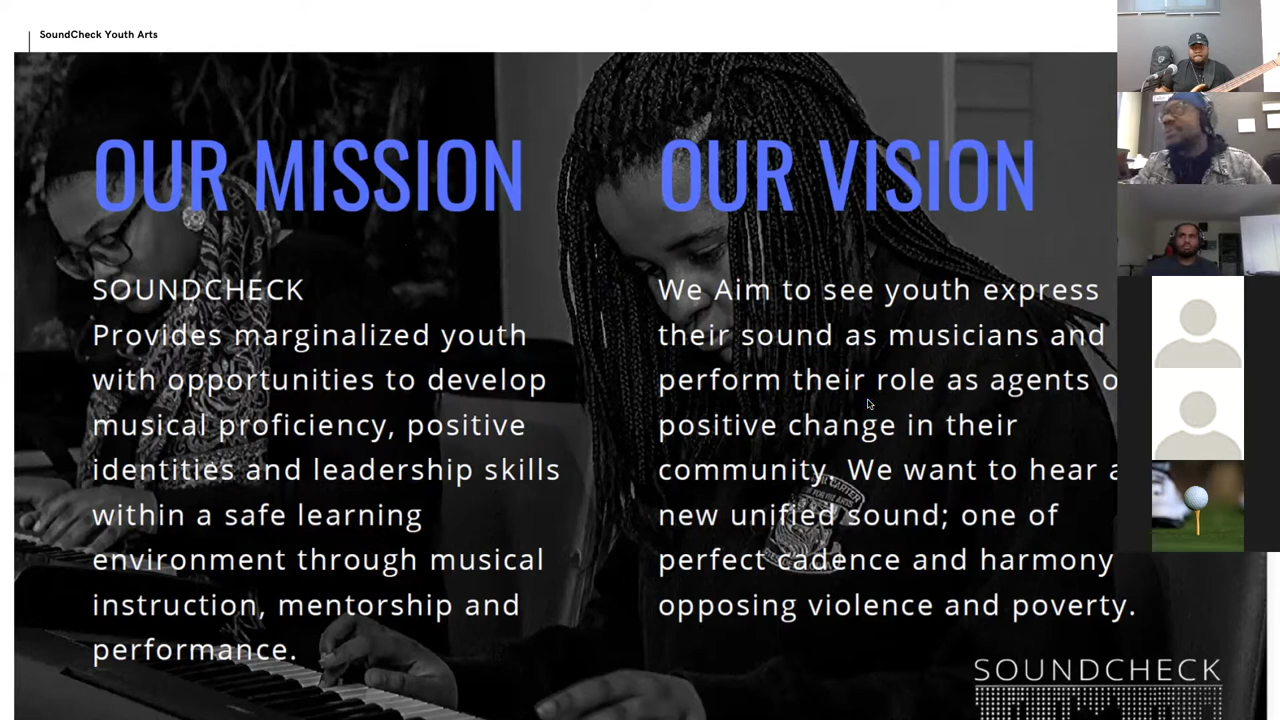 SoundCheck Youth Arts
OUR MISSION
SOUNDCHECK
Provides marginalized youth
with opportunities to develop
musical proficiency, positive
identities and leadership skills
within a safe learning
environment through musical
instruction, mentorship and
performance.
OUR VISION
We Aim to see youth express
their sound as musicians and
perform their role as agents o
positive change in their
community. We want to hear a
new unified sound; one of
perfect cadence and harmony
opposing violence and poverty.
SOUNDCHECK